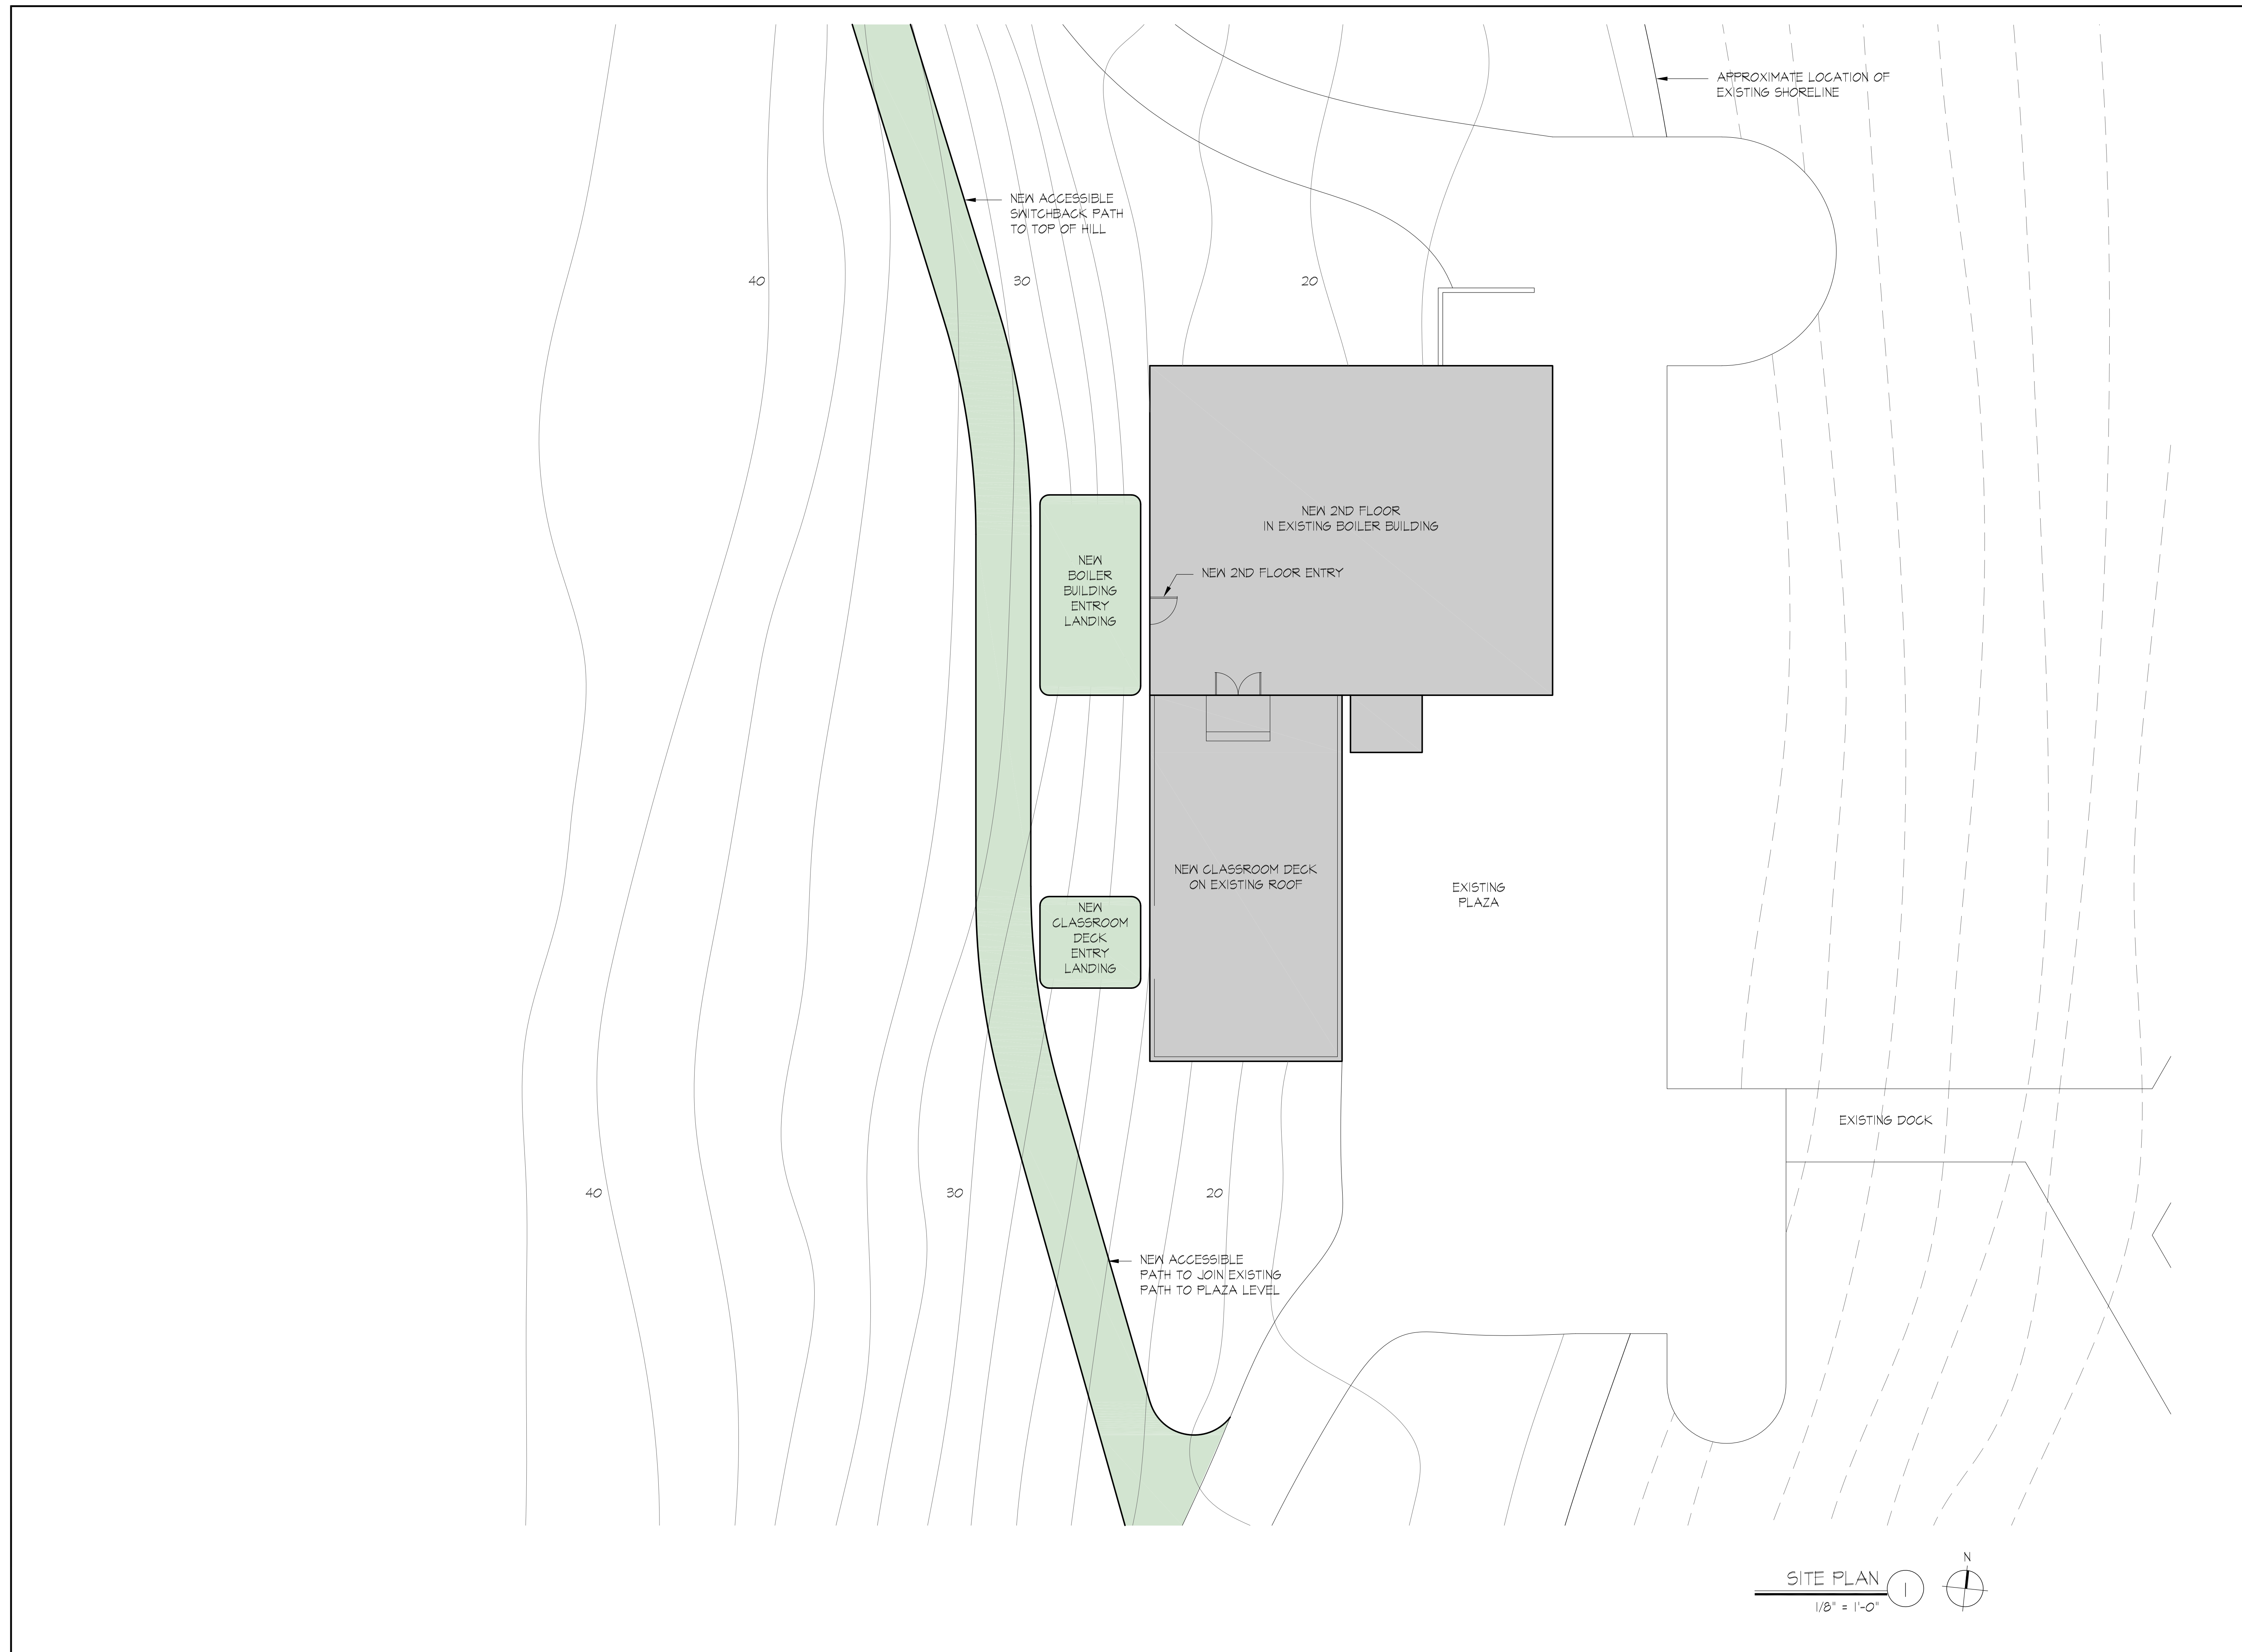 APPROXIMATE LOCATION OF
EXISTING SHORELINE
NEW ACCESSIBLE
SWITCHBACK PATH
TO TOP OF HILL
40
30
20
NEW 2ND FLOOR
IN EXISTING BOILER BUILDING
NEW
BOILER
BUILDING
ENTRY
LANDING
NEW 2ND FLOOR ENTRY
NEW CLASSROOM DECK
ON EXISTING ROOF
EXISTING
PLAZA
NEW
CLASSROOM
DECK
ENTRY
LANDING
EXISTING DOCK
40
30
20
NEW ACCESSIBLE
PATH TO JOIN EXISTING
PATH TO PLAZA LEVEL
N
SITE PLAN
1
1/8" = 1'-0"